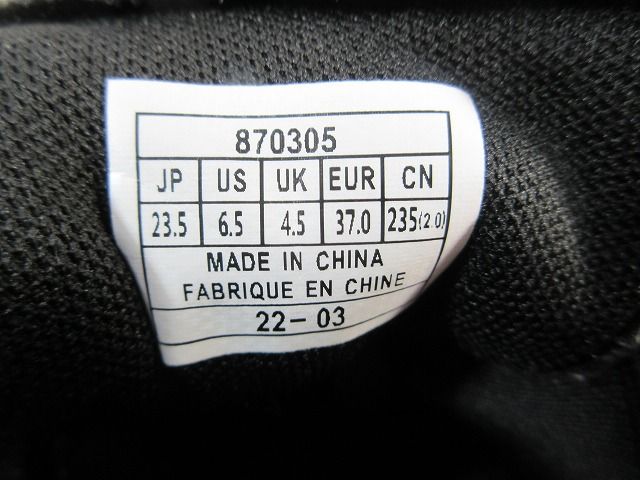 870305
JP US UK EUR CN
23.5 6.5 4.5 37.0 235(2.0)
MADE IN CHINA
FABRIQUE EN CHINE
22-03